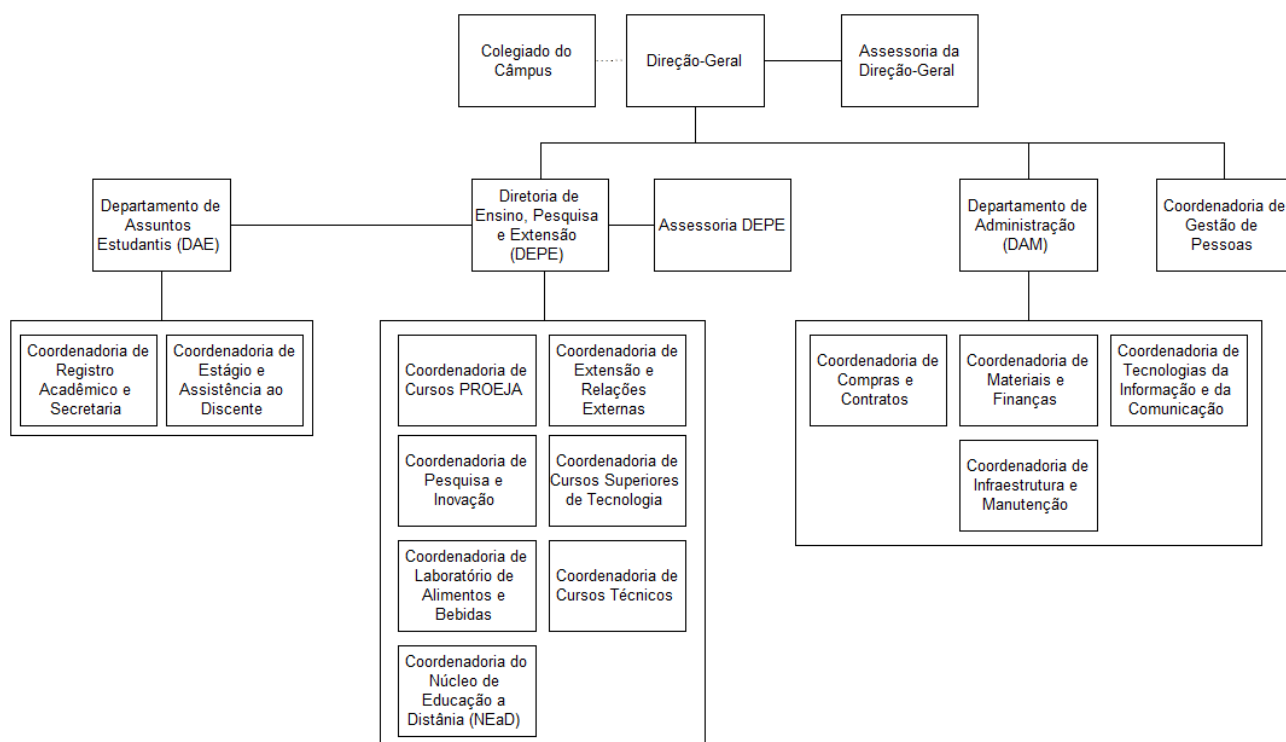 Colegiado do
Câmpus
Direção-Geral
Assessoria da
Direção-Geral
Departamento de
Assuntos
Estudantis (DAE)
Diretoria de
Ensino, Pesquisa
e Extensão
(DEPE)
Assessoria DEPE
Departamento de
Administração
(DAM)
Coordenadoria de
Gestão de
Pessoas
Coordenadoria de
Registro
Acadêmico e
Secretaria
Coordenadoria de
Estágio e
Assistência ao
Discente
Coordenadoria de
Cursos PROEJA
Coordenadoria de
Extensão e
Relações
Externas
Coordenadoria de
Pesquisa e
Inovação
Coordenadoria de
Cursos Superiores
de Tecnologia
Coordenadoria de
Laboratório de
Alimentos e
Bebidas
Coordenadoria de
Cursos Técnicos
Coordenadoria do
Núcleo de
Educação a
Distânia (NEaD)
Coordenadoria de
Compras e
Contratos
Coordenadoria de
Materiais e
Finanças
Coordenadoria de
Tecnologias da
Informação e da
Comunicação
Coordenadoria de
Infraestrutura e
Manutenção